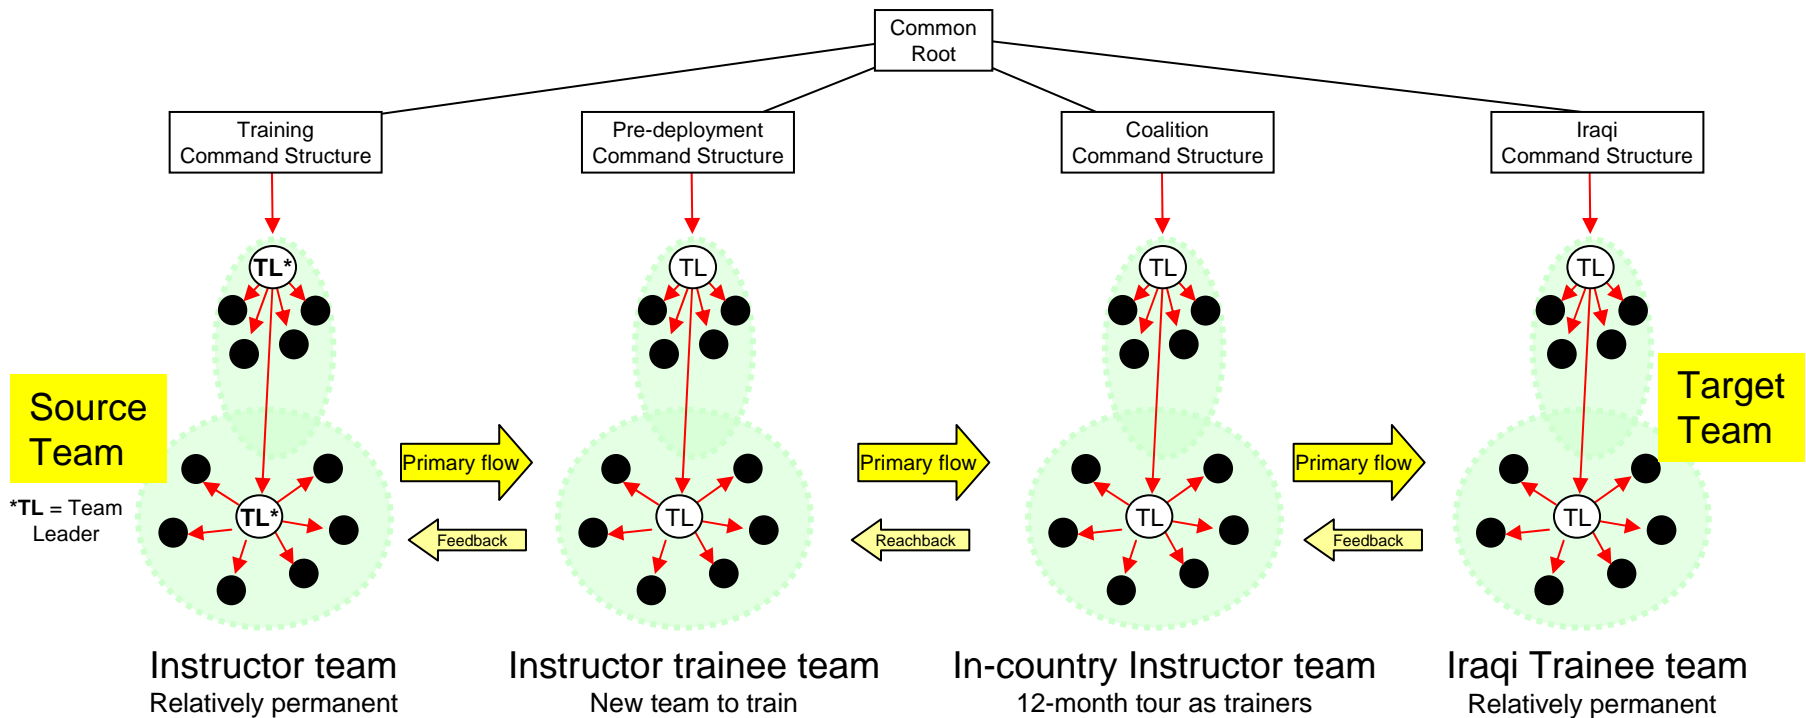 Common
Root
Training
Command Structure
Pre-deployment
Command Structure
Coalition
Command Structure
Iraqi
Command Structure
TL*
TL
TL
TL
Source
Team
Target
Team
*TL = Team
Leader
Primary flow
Primary flow
Primary flow
TL*
TL
TL
TL
Feedback
Reachback
Feedback
Instructor team
Relatively permanent
Instructor trainee team
New team to train
In-country Instructor team
12-month tour as trainers
Iraqi Trainee team
Relatively permanent